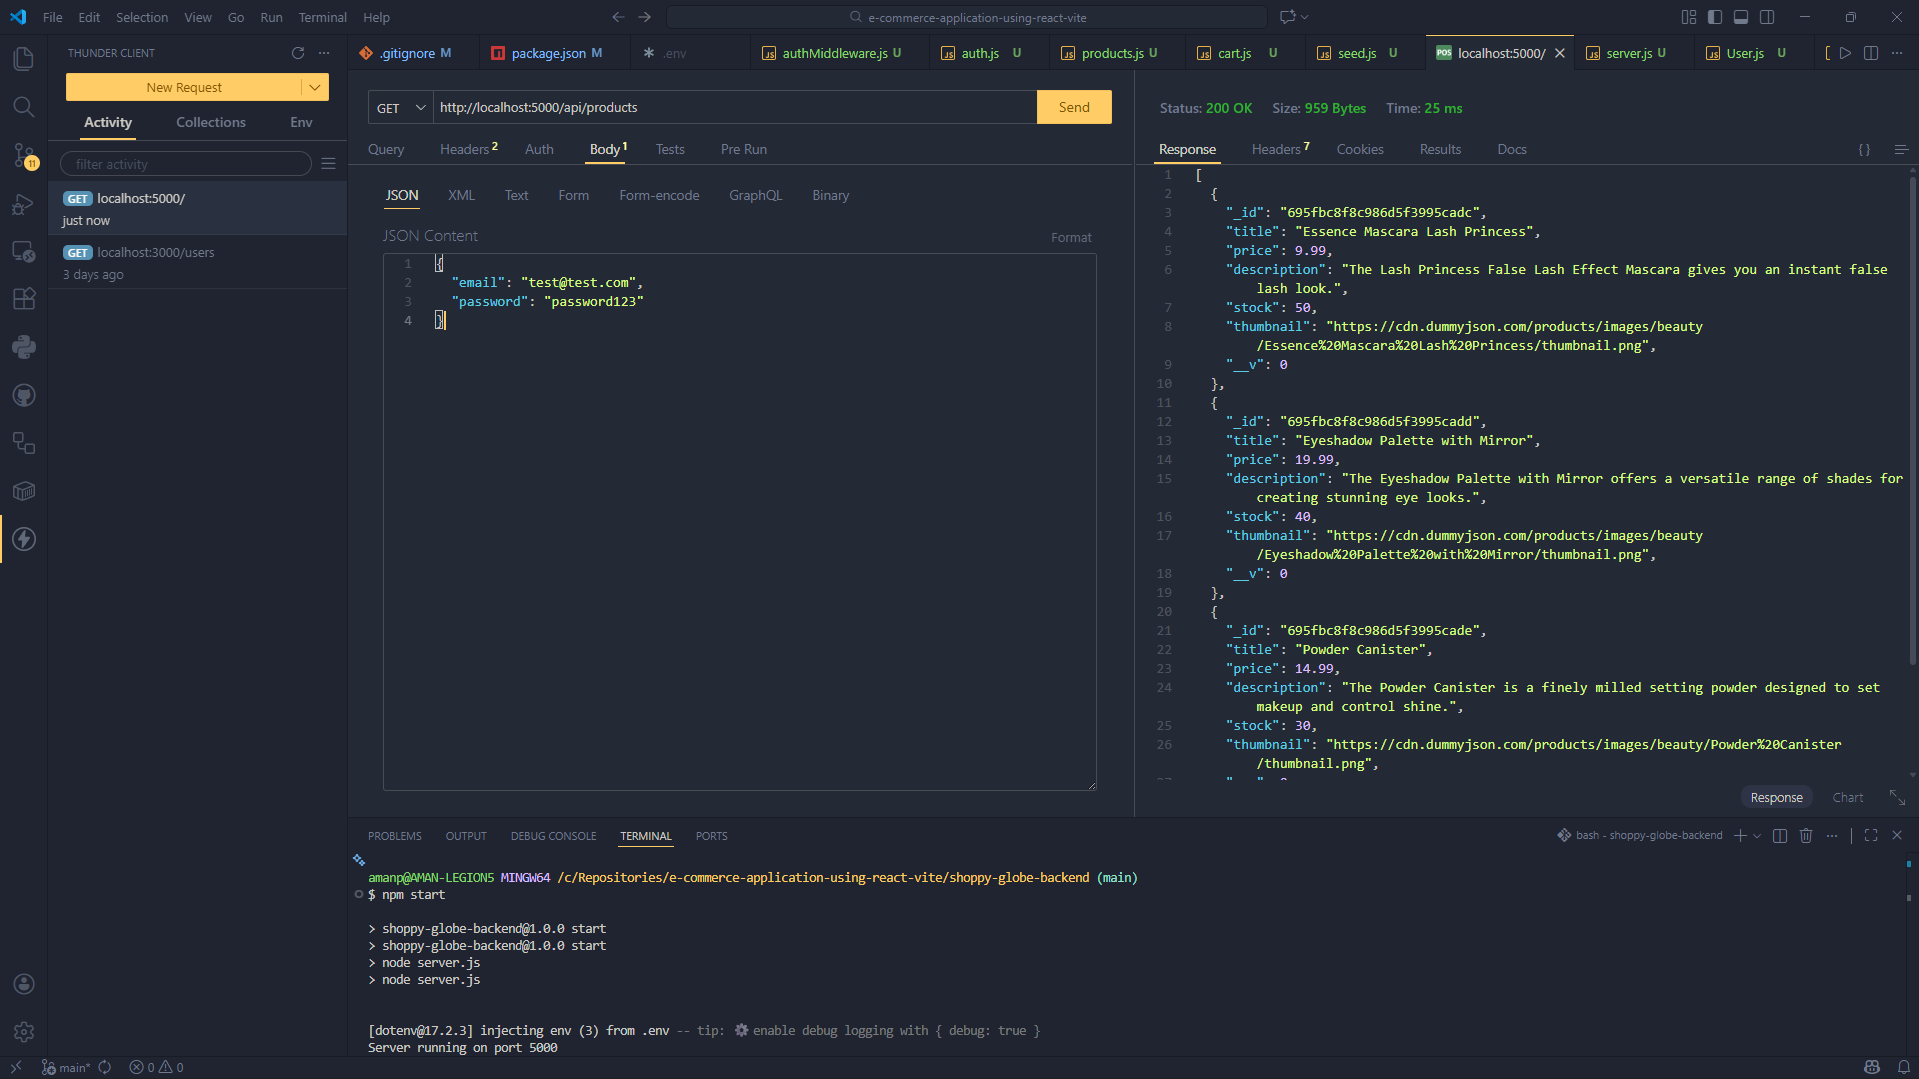 File Edit Selection View Go Run Terminal Help
e-commerce-application-using-react-vite
THUNDER CLIENT
New Request
Activity Collections Env
filter activity
GET localhost:5000/
just now
GET localhost:3000/users
3 days ago
11
.gitignore M package.json M .env authMiddleware.js U auth.js U products.js U cart.js U seed.js U POS localhost:5000/ server.js U User.js U
GET http://localhost:5000/api/products Send
Query Headers 2 Auth Body 1 Tests Pre Run
JSON XML Text Form Form-encode GraphQL Binary
JSON Content Format
1 {
2 "email": "test@test.com",
3 "password": "password123"
4 }
Status: 200 OK Size: 959 Bytes Time: 25 ms
Response Headers 7 Cookies Results Docs { }
1 [
2 {
3 "_id": "695fbc8f8c986d5f3995cadc",
4 "title": "Essence Mascara Lash Princess",
5 "price": 9.99,
6 "description": "The Lash Princess False Lash Effect Mascara gives you an instant false
lash look.",
7 "stock": 50,
8 "thumbnail": "https://cdn.dummyjson.com/products/images/beauty
/Essence%20Mascara%20Lash%20Princess/thumbnail.png",
9 "__v": 0
10 },
11 {
12 "_id": "695fbc8f8c986d5f3995cadd",
13 "title": "Eyeshadow Palette with Mirror",
14 "price": 19.99,
15 "description": "The Eyeshadow Palette with Mirror offers a versatile range of shades for
creating stunning eye looks.",
16 "stock": 40,
17 "thumbnail": "https://cdn.dummyjson.com/products/images/beauty
/Eyeshadow%20Palette%20with%20Mirror/thumbnail.png",
18 "__v": 0
19 },
20 {
21 "_id": "695fbc8f8c986d5f3995cade",
22 "title": "Powder Canister",
23 "price": 14.99,
24 "description": "The Powder Canister is a finely milled setting powder designed to set
makeup and control shine.",
25 "stock": 30,
26 "thumbnail": "https://cdn.dummyjson.com/products/images/beauty/Powder%20Canister
/thumbnail.png",
Response Chart
PROBLEMS OUTPUT DEBUG CONSOLE TERMINAL PORTS
bash - shoppy-globe-backend
amanp@AMAN-LEGION5 MINGW64 /c/Repositories/e-commerce-application-using-react-vite/shoppy-globe-backend (main)
$ npm start
> shoppy-globe-backend@1.0.0 start
> shoppy-globe-backend@1.0.0 start
> node server.js
> node server.js
[dotenv@17.2.3] injecting env (3) from .env -- tip: ⚙ enable debug logging with { debug: true }
Server running on port 5000
main* 0 0